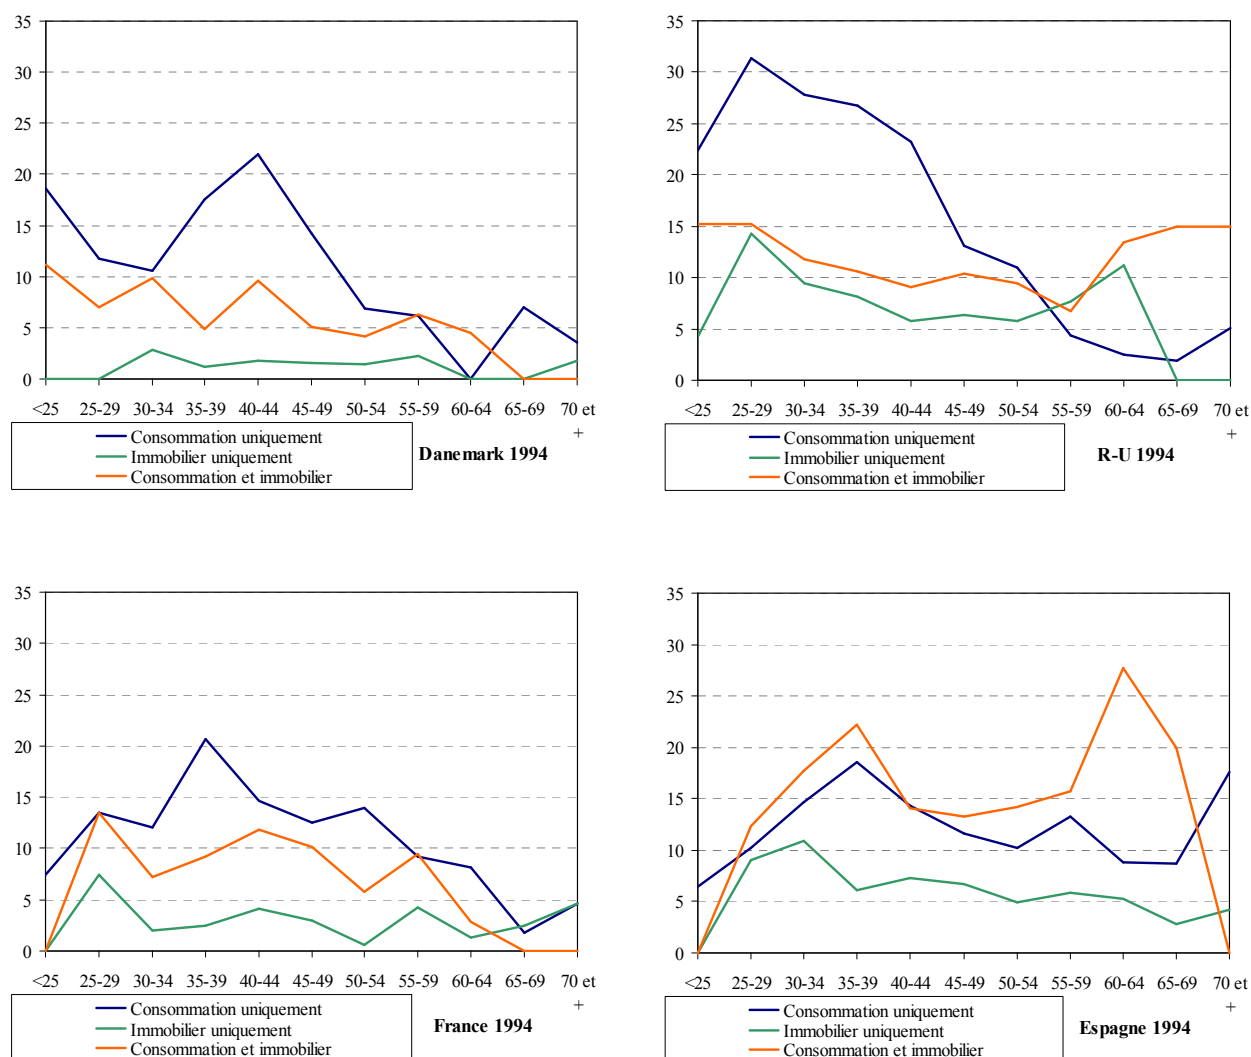 35
30
25
20
15
10
5
0
<25 25-29 30-34 35-39 40-44 45-49 50-54 55-59 60-64 65-69 70 et
+
Consommation uniquement
Immobilier uniquement
Consommation et immobilier
Danemark 1994
35
30
25
20
15
10
5
0
<25 25-29 30-34 35-39 40-44 45-49 50-54 55-59 60-64 65-69 70 et
+
Consommation uniquement
Immobilier uniquement
Consommation et immobilier
R-U 1994
35
30
25
20
15
10
5
0
<25 25-29 30-34 35-39 40-44 45-49 50-54 55-59 60-64 65-69 70 et
+
Consommation uniquement
Immobilier uniquement
Consommation et immobilier
France 1994
35
30
25
20
15
10
5
0
<25 25-29 30-34 35-39 40-44 45-49 50-54 55-59 60-64 65-69 70 et
+
Consommation uniquement
Immobilier uniquement
Consommation et immobilier
Espagne 1994